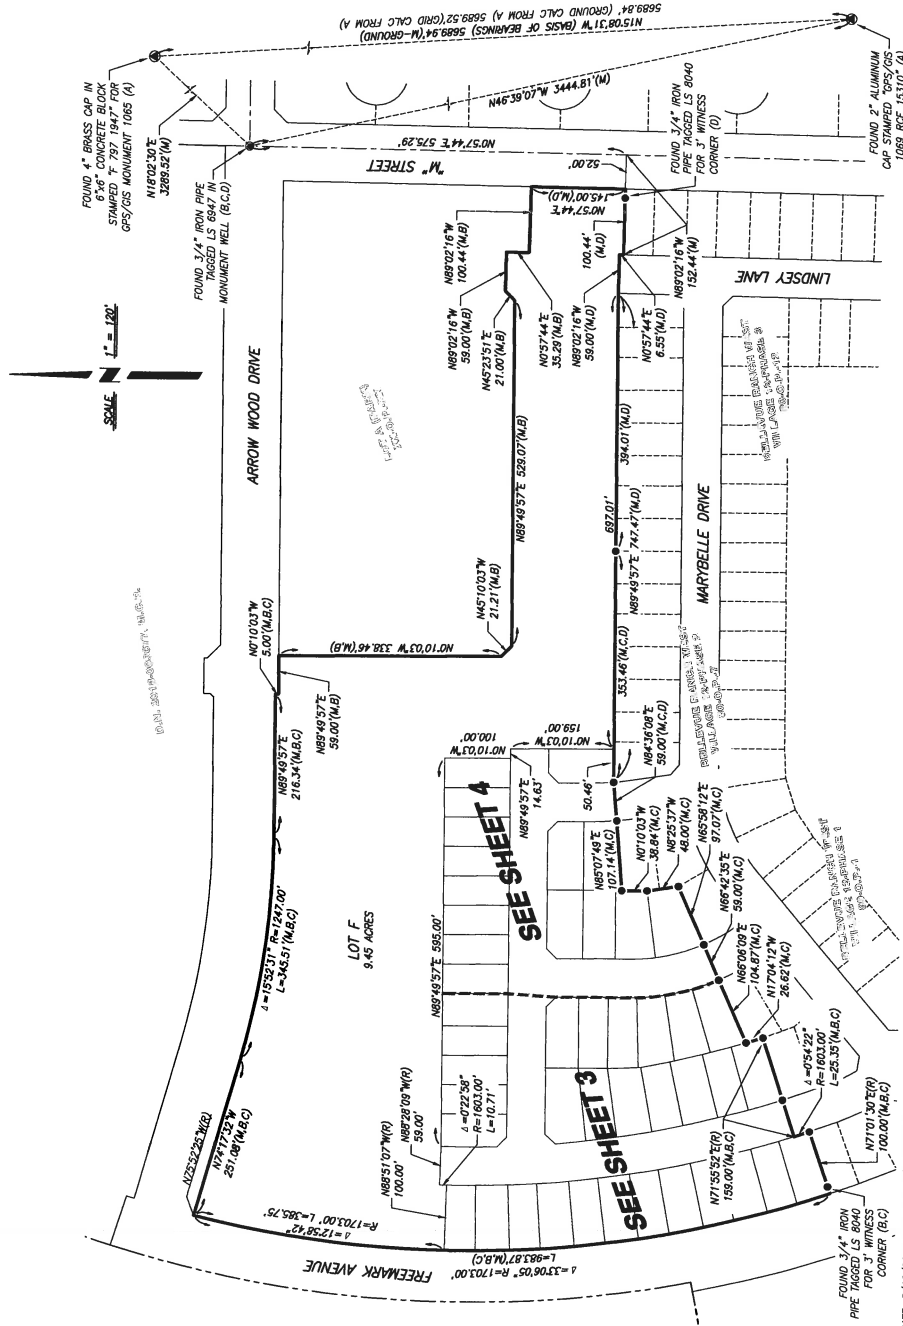 5689.84' (GROUND CALC FROM A) 5689.52'(GRID CALC FROM A)
N15°08'31"W (BASIS OF BEARINGS) 5689.94'(M-GROUND)
FOUND 4" BRASS CAP IN
6"x6" CONCRETE BLOCK
STAMPED "F 797 1947" FOR
GPS/GIS MONUMENT 1065 (A)
N18°02'30"E
3289.52'(M)
N46°39'07"W 3444.81'(M)
FOUND 2" ALUMINUM
CAP STAMPED "GPS/GIS
1069 RCE 15310" (A)
FOUND 3/4" IRON PIPE
TAGGED LS 6947 IN
MONUMENT WELL (B,C,D)
N0°57'44"E 575.29'
"M" STREET
52.00'
FOUND 3/4" IRON
PIPE TAGGED LS 8040
FOR 3' WITNESS
CORNER (D)
SCALE 1" = 120'
N
ARROW WOOD DRIVE
N89°02'16"W
100.44'(M,B)
145.00'(M,D)
N0°57'44"E
N89°02'16"W
59.00'(M,B)
N45°23'51"E
21.00'(M,B)
N0°57'44"E
35.29'(M,B)
100.44'
(M,D)
N89°02'16"W
59.00'(M,D)
N89°02'16"W
152.44'(M)
N0°57'44"E
6.55'(M,D)
LINDSEY LANE
N89°49'57"E 529.07'(M,B)
394.01'(M,D)
697.01'
N89°49'57"E 747.47'(M,D)
MARYBELLE DRIVE
N45°10'03"W
21.21'(M,B)
N0°10'03"W 338.46'(M,B)
353.46'(M,C,D)
N0°10'03"W
5.00'(M,B,C)
N89°49'57"E
59.00'(M,B)
N89°49'57"E
216.34'(M,B,C)
N0°10'03"W
100.00'
N0°10'03"W
159.00'
N84°36'08"E
59.00'(M,C,D)
N89°49'57"E
14.63'
50.46'
SEE SHEET 4
N85°07'49"E
107.14'(M,C)
N0°10'03"W
38.84'(M,C)
N8°25'37"W
48.00'(M,C)
N65°58'12"E
97.07'(M,C)
N66°42'35"E
59.00'(M,C)
Δ=15°52'31" R=1247.00'
L=345.51'(M,B,C)
LOT F
9.45 ACRES
N89°49'57"E 595.00'
N66°06'09"E
104.87'(M,C)
N17°04'12"W
26.62'(M,C)
N75°52'25"W(R)
N74°17'32"W
251.08'(M,B,C)
N88°51'07"W(R)
100.00'
N88°28'09"W(R)
59.00'
Δ=0°22'58"
R=1603.00'
L=10.71'
SEE SHEET 3
Δ=0°54'22"
R=1603.00'
L=25.35'(M,B,C)
N71°55'52"E(R)
159.00'(M,B,C)
N71°01'30"E(R)
100.00'(M,B,C)
Δ=12°58'42"
R=1703.00' L=385.75'
FREEMARK AVENUE
Δ=33°06'05" R=1703.00'
L=983.87'(M,B,C)
FOUND 3/4" IRON
PIPE TAGGED LS 8040
FOR 3' WITNESS
CORNER (B,C)